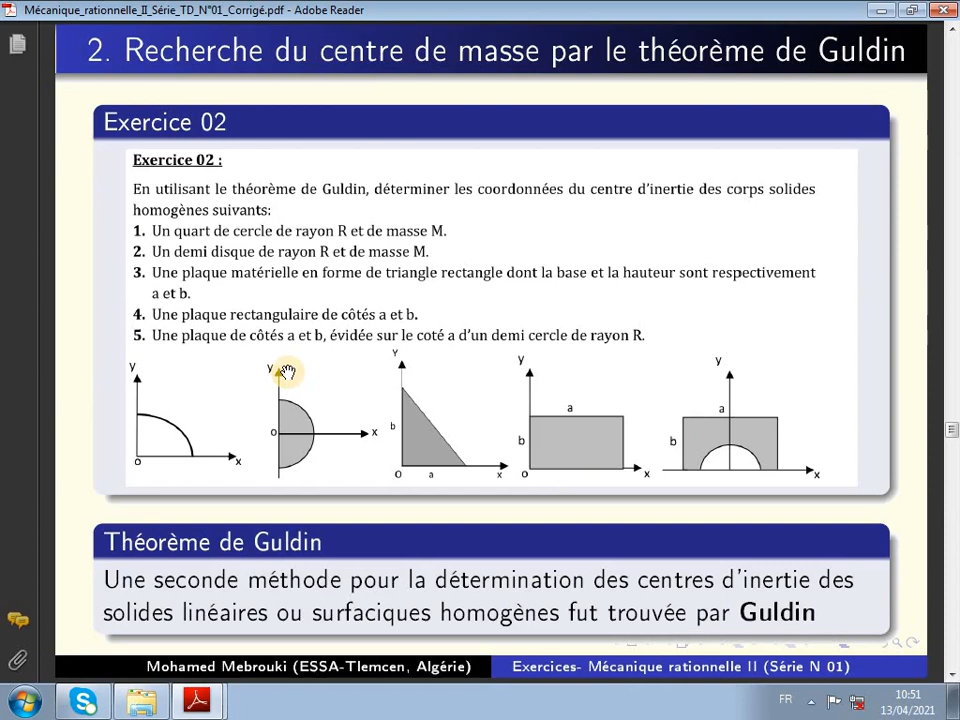 Mécanique_rationnelle_II_Série_TD_N°01_Corrigé.pdf - Adobe Reader
2. Recherche du centre de masse par le théorème de Guldin
Exercice 02
Exercice 02 :
En utilisant le théorème de Guldin, déterminer les coordonnées du centre d'inertie des corps solides
homogènes suivants:
1. Un quart de cercle de rayon R et de masse M.
2. Un demi disque de rayon R et de masse M.
3. Une plaque matérielle en forme de triangle rectangle dont la base et la hauteur sont respectivement
a et b.
4. Une plaque rectangulaire de côtés a et b.
5. Une plaque de côtés a et b, évidée sur le coté a d'un demi cercle de rayon R.
y
o
x
y
o
x
Y
b
O
a
x
y
a
b
o
x
y
a
b
x
Théorème de Guldin
Une seconde méthode pour la détermination des centres d'inertie des
solides linéaires ou surfaciques homogènes fut trouvée par Guldin
Mohamed Mebrouki (ESSA-Tlemcen, Algérie)
Exercices- Mécanique rationnelle II (Série N 01)
FR
10:51
13/04/2021